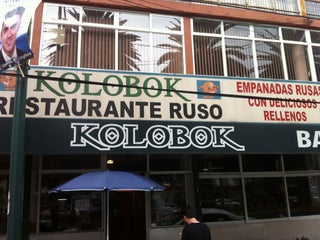 KOLOBOK
RESTAURANTE RUSO
EMPANADAS RUSAS
CON DELICIOSOS
RELLENOS
KOLOBOK
BA